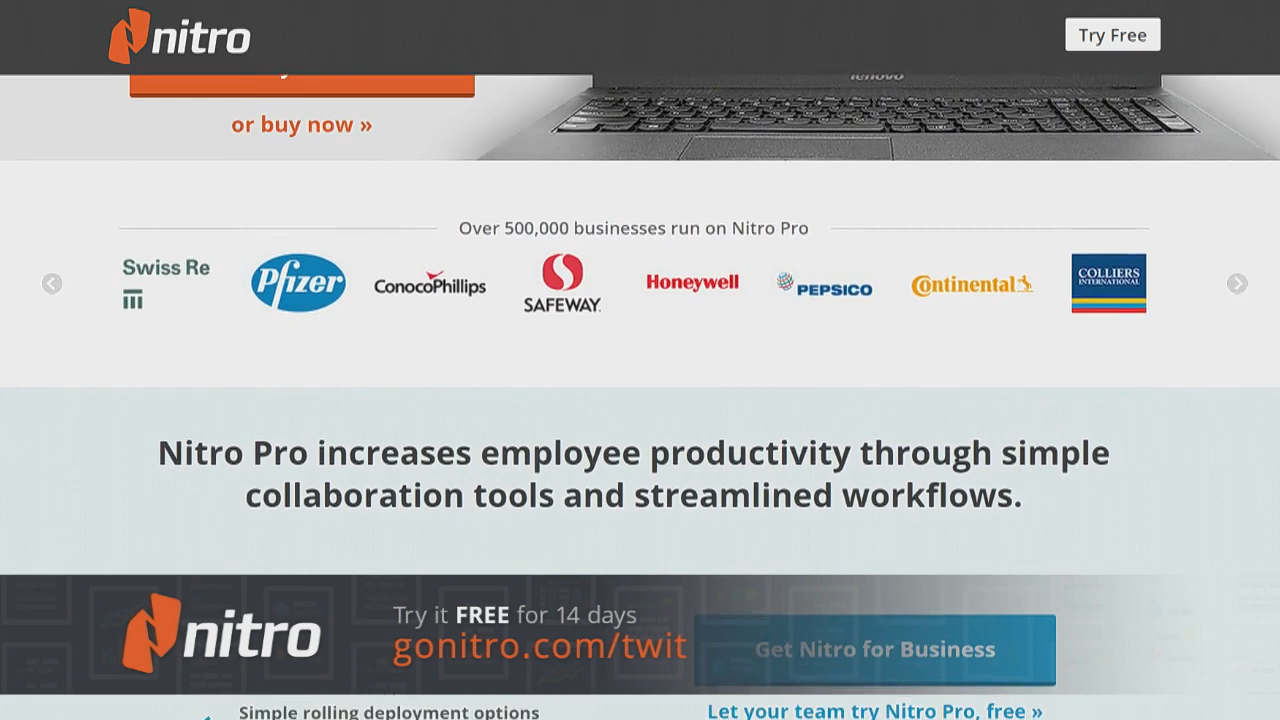 nitro
Try Free
lenovo
or buy now »
Over 500,000 businesses run on Nitro Pro
Swiss Re
Pfizer
ConocoPhillips
SAFEWAY
Honeywell
PEPSICO
Continental
COLLIERS
INTERNATIONAL
Nitro Pro increases employee productivity through simple
collaboration tools and streamlined workflows.
nitro
Try it FREE for 14 days
gonitro.com/twit
Get Nitro for Business
Simple rolling deployment options
Let your team try Nitro Pro, free »